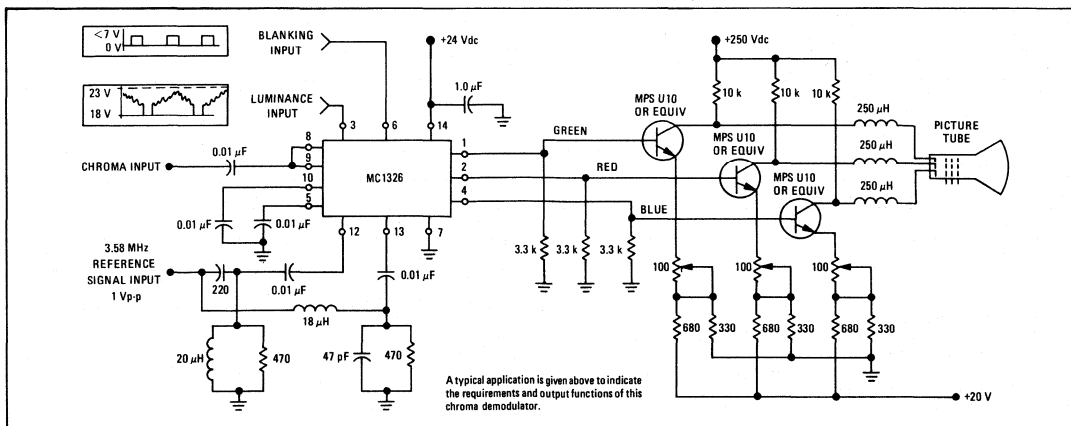 <7 V
0 V
23 V
18 V
BLANKING
INPUT
LUMINANCE
INPUT
+24 Vdc
1.0 µF
3
6
14
8
9
10
5
CHROMA INPUT
0.01 µF
MC1326
1
2
4
12
13
7
0.01 µF
0.01 µF
3.58 MHz
REFERENCE
SIGNAL INPUT
1 Vp-p
220
0.01 µF
0.01 µF
18 µH
20 µH
470
47 pF
470
GREEN
RED
BLUE
3.3 k
3.3 k
3.3 k
+250 Vdc
10 k
10 k
10 k
MPS U10
OR EQUIV
MPS U10
OR EQUIV
MPS U10
OR EQUIV
250 µH
250 µH
250 µH
PICTURE
TUBE
100
100
100
680
330
680
330
680
330
+20 V
A typical application is given above to indicate
the requirements and output functions of this
chroma demodulator.